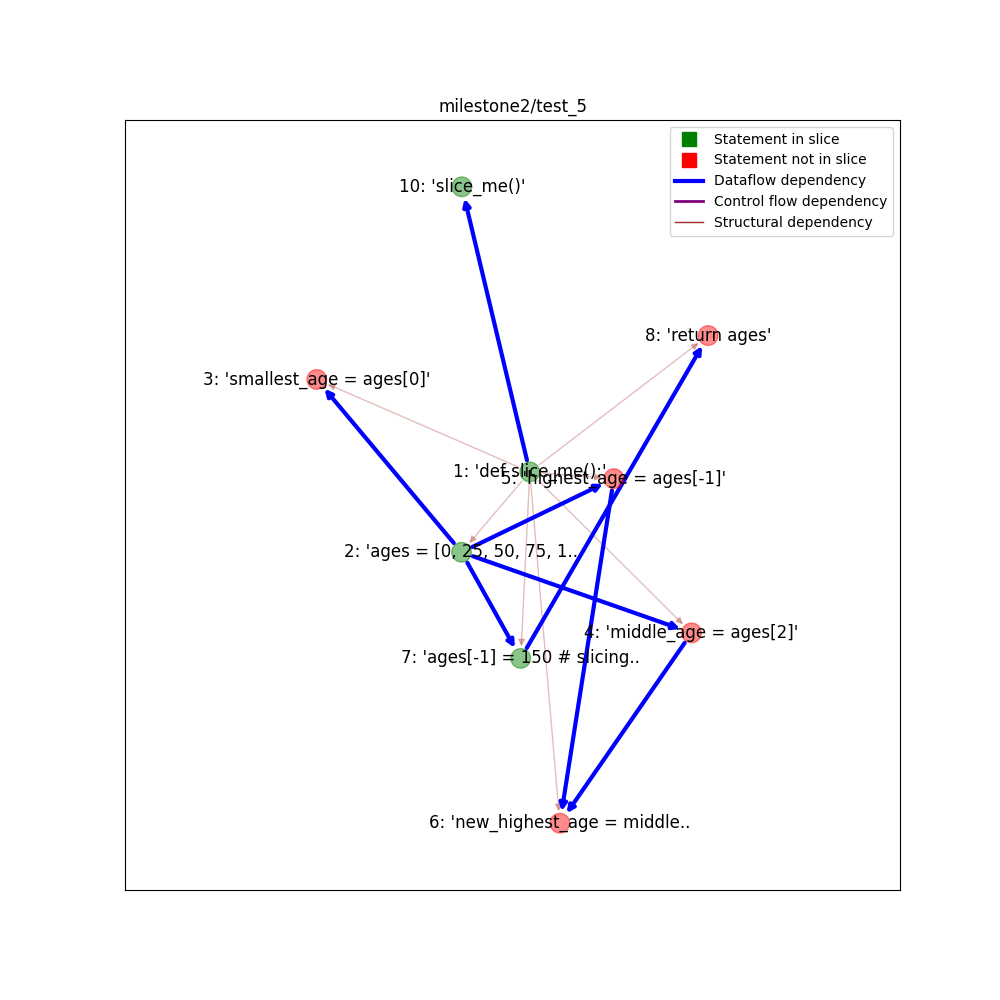 milestone2/test_5
Statement in slice
Statement not in slice
Dataflow dependency
Control flow dependency
Structural dependency
10: 'slice_me()'
8: 'return ages'
3: 'smallest_age = ages[0]'
1: 'def slice_me():'
5: 'highest_age = ages[-1]'
2: 'ages = [0, 25, 50, 75, 1..
4: 'middle_age = ages[2]'
7: 'ages[-1] = 150 # slicing..
6: 'new_highest_age = middle..